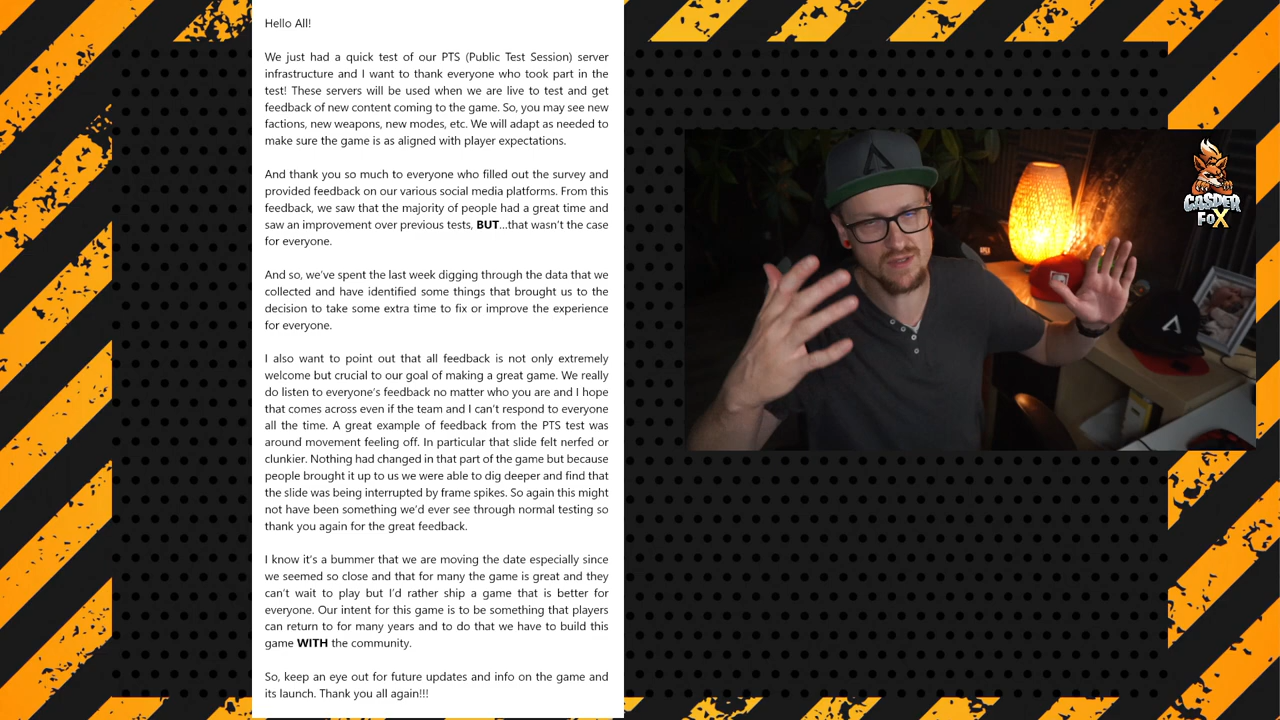 Hello All!
We just had a quick test of our PTS (Public Test Session) server
infrastructure and I want to thank everyone who took part in the
test! These servers will be used when we are live to test and get
feedback of new content coming to the game. So, you may see new
factions, new weapons, new modes, etc. We will adapt as needed to
make sure the game is as aligned with player expectations.
And thank you so much to everyone who filled out the survey and
provided feedback on our various social media platforms. From this
feedback, we saw that the majority of people had a great time and
saw an improvement over previous tests, BUT...that wasn't the case
for everyone.
And so, we've spent the last week digging through the data that we
collected and have identified some things that brought us to the
decision to take some extra time to fix or improve the experience
for everyone.
I also want to point out that all feedback is not only extremely
welcome but crucial to our goal of making a great game. We really
do listen to everyone's feedback no matter who you are and I hope
that comes across even if the team and I can't respond to everyone
all the time. A great example of feedback from the PTS test was
around movement feeling off. In particular that slide felt nerfed or
clunkier. Nothing had changed in that part of the game but because
people brought it up to us we were able to dig deeper and find that
the slide was being interrupted by frame spikes. So again this might
not have been something we'd ever see through normal testing so
thank you again for the great feedback.
I know it's a bummer that we are moving the date especially since
we seemed so close and that for many the game is great and they
can't wait to play but I'd rather ship a game that is better for
everyone. Our intent for this game is to be something that players
can return to for many years and to do that we have to build this
game WITH the community.
So, keep an eye out for future updates and info on the game and
its launch. Thank you all again!!!
CASPER
FOX